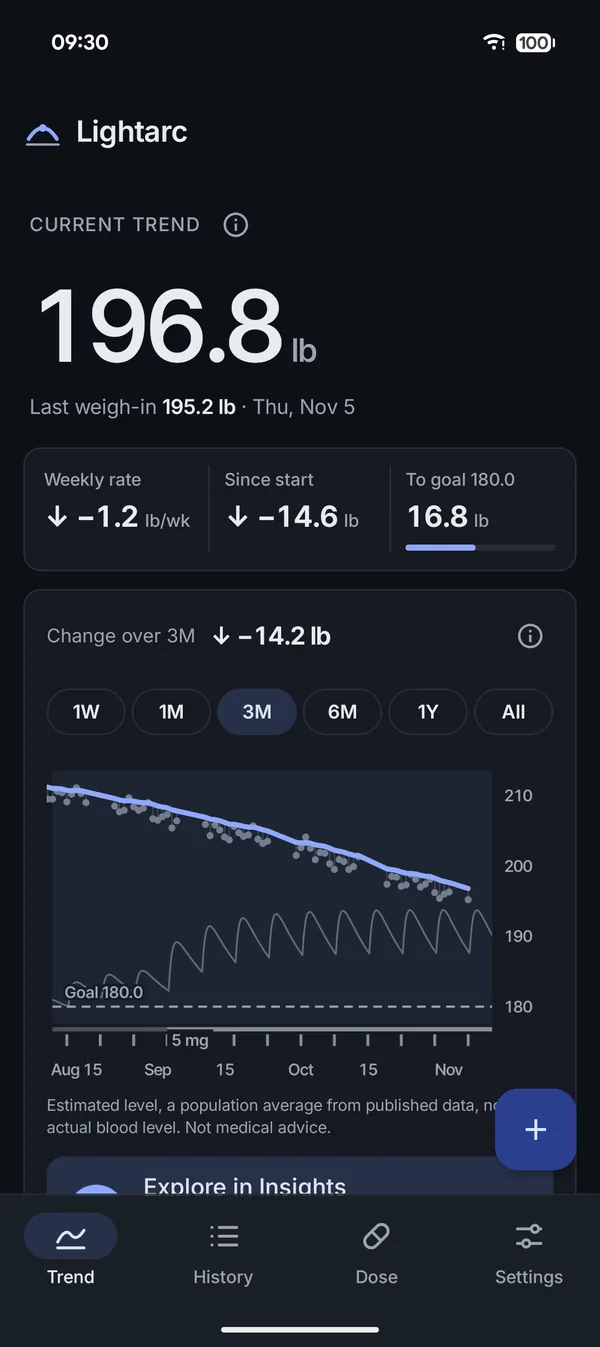 09:30
100
Lightarc
CURRENT TREND
196.8 lb
Last weigh-in 195.2 lb · Thu, Nov 5
Weekly rate
↓ −1.2 lb/wk
Since start
↓ −14.6 lb
To goal 180.0
16.8 lb
Change over 3M ↓ −14.2 lb
1W 1M 3M 6M 1Y All
210
200
190
Goal 180.0
180
5 mg
Aug 15 Sep 15 Oct 15 Nov
Estimated level, a population average from published data,
actual blood level. Not medical advice.
Explore in Insights
+
Trend History Dose Settings